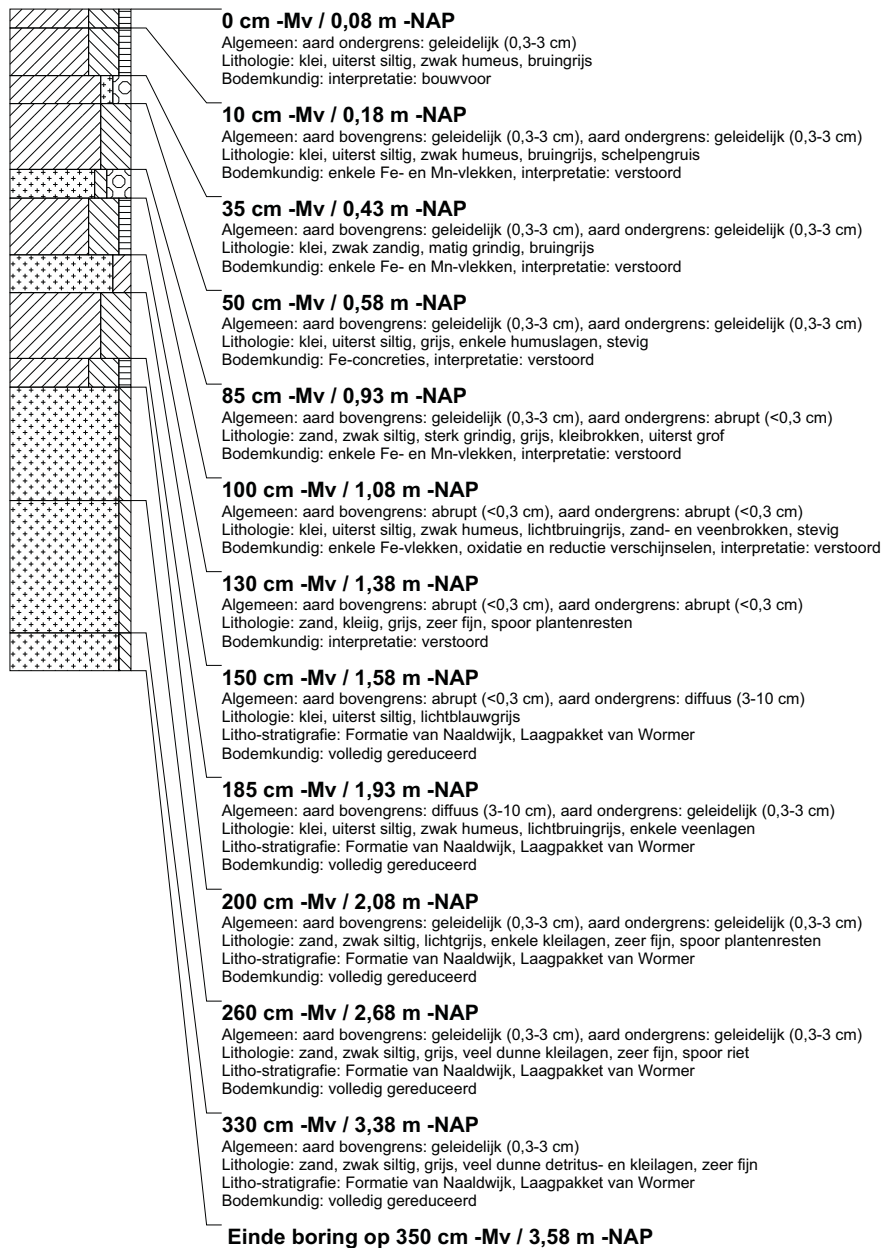 0 cm -Mv / 0,08 m -NAP
Algemeen: aard ondergrens: geleidelijk (0,3-3 cm)
Lithologie: klei, uiterst siltig, zwak humeus, bruingrijs
Bodemkundig: interpretatie: bouwvoor
10 cm -Mv / 0,18 m -NAP
Algemeen: aard bovengrens: geleidelijk (0,3-3 cm), aard ondergrens: geleidelijk (0,3-3 cm)
Lithologie: klei, uiterst siltig, zwak humeus, bruingrijs, schelpengruis
Bodemkundig: enkele Fe- en Mn-vlekken, interpretatie: verstoord
35 cm -Mv / 0,43 m -NAP
Algemeen: aard bovengrens: geleidelijk (0,3-3 cm), aard ondergrens: geleidelijk (0,3-3 cm)
Lithologie: klei, zwak zandig, matig grindig, bruingrijs
Bodemkundig: enkele Fe- en Mn-vlekken, interpretatie: verstoord
50 cm -Mv / 0,58 m -NAP
Algemeen: aard bovengrens: geleidelijk (0,3-3 cm), aard ondergrens: geleidelijk (0,3-3 cm)
Lithologie: klei, uiterst siltig, grijs, enkele humuslagen, stevig
Bodemkundig: Fe-concreties, interpretatie: verstoord
85 cm -Mv / 0,93 m -NAP
Algemeen: aard bovengrens: geleidelijk (0,3-3 cm), aard ondergrens: abrupt (<0,3 cm)
Lithologie: zand, zwak siltig, sterk grindig, grijs, kleibrokken, uiterst grof
Bodemkundig: enkele Fe- en Mn-vlekken, interpretatie: verstoord
100 cm -Mv / 1,08 m -NAP
Algemeen: aard bovengrens: abrupt (<0,3 cm), aard ondergrens: abrupt (<0,3 cm)
Lithologie: klei, uiterst siltig, zwak humeus, lichtbruingrijs, zand- en veenbrokken, stevig
Bodemkundig: enkele Fe-vlekken, oxidatie en reductie verschijnselen, interpretatie: verstoord
130 cm -Mv / 1,38 m -NAP
Algemeen: aard bovengrens: abrupt (<0,3 cm), aard ondergrens: abrupt (<0,3 cm)
Lithologie: zand, kleiig, grijs, zeer fijn, spoor plantenresten
Bodemkundig: interpretatie: verstoord
150 cm -Mv / 1,58 m -NAP
Algemeen: aard bovengrens: abrupt (<0,3 cm), aard ondergrens: diffuus (3-10 cm)
Lithologie: klei, uiterst siltig, lichtblauwgrijs
Litho-stratigrafie: Formatie van Naaldwijk, Laagpakket van Wormer
Bodemkundig: volledig gereduceerd
185 cm -Mv / 1,93 m -NAP
Algemeen: aard bovengrens: diffuus (3-10 cm), aard ondergrens: geleidelijk (0,3-3 cm)
Lithologie: klei, uiterst siltig, zwak humeus, lichtbruingrijs, enkele veenlagen
Litho-stratigrafie: Formatie van Naaldwijk, Laagpakket van Wormer
Bodemkundig: volledig gereduceerd
200 cm -Mv / 2,08 m -NAP
Algemeen: aard bovengrens: geleidelijk (0,3-3 cm), aard ondergrens: geleidelijk (0,3-3 cm)
Lithologie: zand, zwak siltig, lichtgrijs, enkele kleilagen, zeer fijn, spoor plantenresten
Litho-stratigrafie: Formatie van Naaldwijk, Laagpakket van Wormer
Bodemkundig: volledig gereduceerd
260 cm -Mv / 2,68 m -NAP
Algemeen: aard bovengrens: geleidelijk (0,3-3 cm), aard ondergrens: geleidelijk (0,3-3 cm)
Lithologie: zand, zwak siltig, grijs, veel dunne kleilagen, zeer fijn, spoor riet
Litho-stratigrafie: Formatie van Naaldwijk, Laagpakket van Wormer
Bodemkundig: volledig gereduceerd
330 cm -Mv / 3,38 m -NAP
Algemeen: aard bovengrens: geleidelijk (0,3-3 cm)
Lithologie: zand, zwak siltig, grijs, veel dunne detritus- en kleilagen, zeer fijn
Litho-stratigrafie: Formatie van Naaldwijk, Laagpakket van Wormer
Bodemkundig: volledig gereduceerd
Einde boring op 350 cm -Mv / 3,58 m -NAP